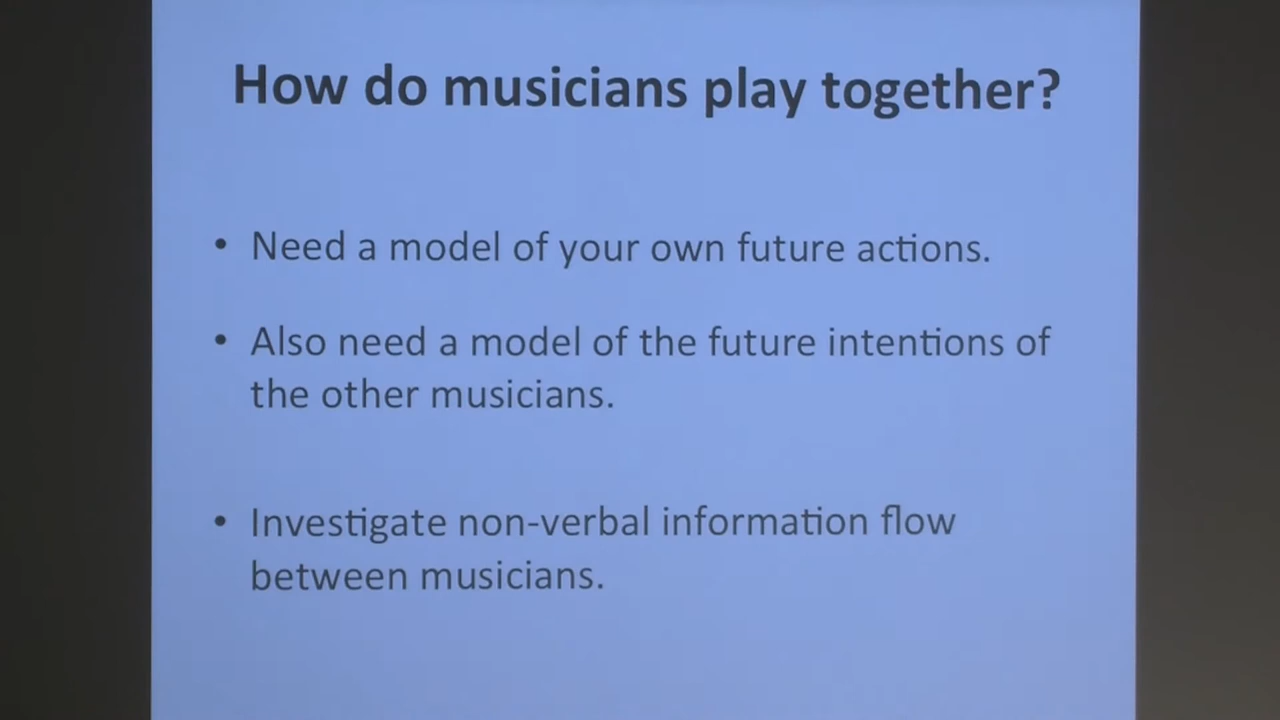 How do musicians play together?
• Need a model of your own future actions.
• Also need a model of the future intentions of
the other musicians.
• Investigate non-verbal information flow
between musicians.